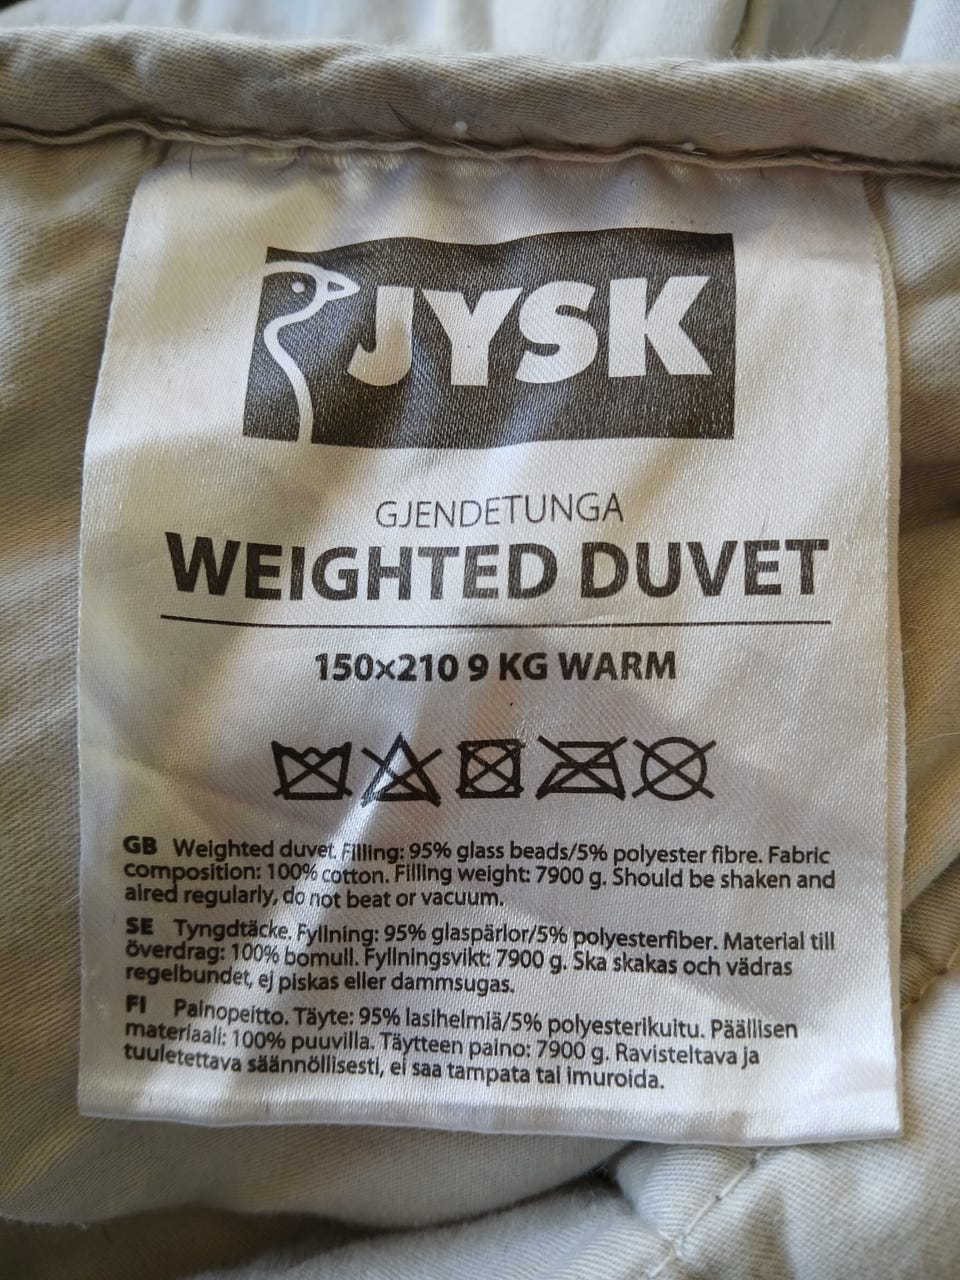 JYSK
GJENDETUNGA
WEIGHTED DUVET
150×210 9 KG WARM
GB Weighted duvet. Filling: 95% glass beads/5% polyester fibre. Fabric
composition: 100% cotton. Filling weight: 7900 g. Should be shaken and
aired regularly, do not beat or vacuum.
SE Tyngdtäcke. Fyllning: 95% glaspärlor/5% polyesterfiber. Material till
överdrag: 100% bomull. Fyllningsvikt: 7900 g. Ska skakas och vädras
regelbundet, ej piskas eller dammsugas.
FI Painopeitto. Täyte: 95% lasihelmiä/5% polyesterikuitu. Päällisen
materiaali: 100% puuvilla. Täytteen paino: 7900 g. Ravisteltava ja
tuuletettava säännöllisesti, ei saa tampata tai imuroida.